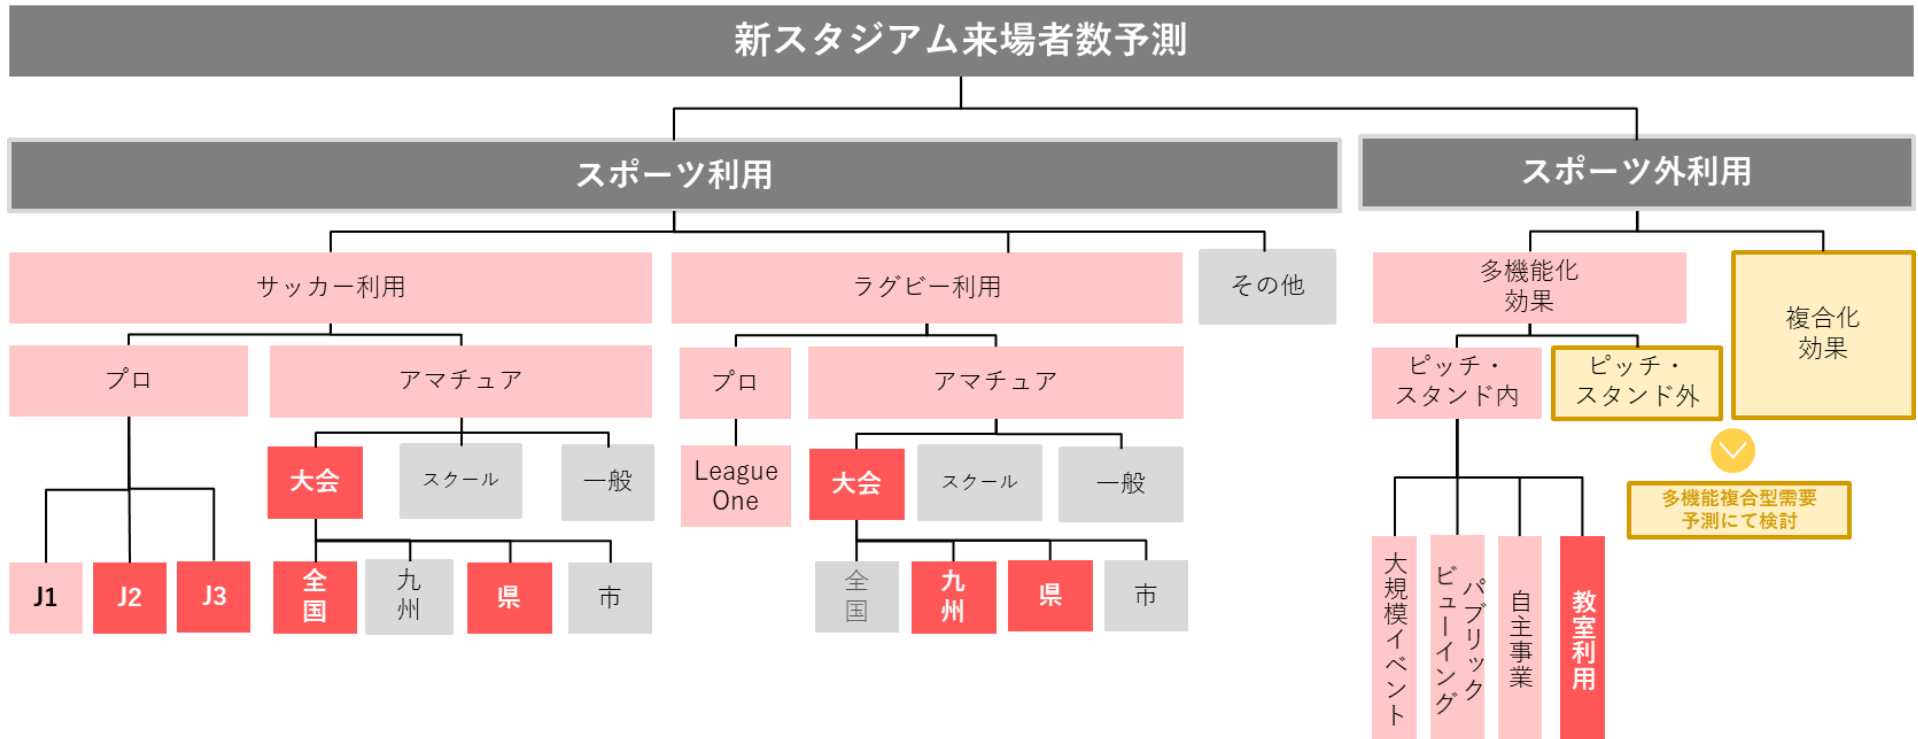 新スタジアム来場者数予測
スポーツ利用
スポーツ外利用
サッカー利用
ラグビー利用
その他
多機能化
効果
複合化
効果
プロ
アマチュア
プロ
アマチュア
ピッチ・
スタンド内
ピッチ・
スタンド外
大会
スクール
一般
League
One
大会
スクール
一般
多機能複合型需要
予測にて検討
J1
J2
J3
全国
九州
県
市
全国
九州
県
市
大規模イベント
パブリック
ビューイング
自主事業
教室利用